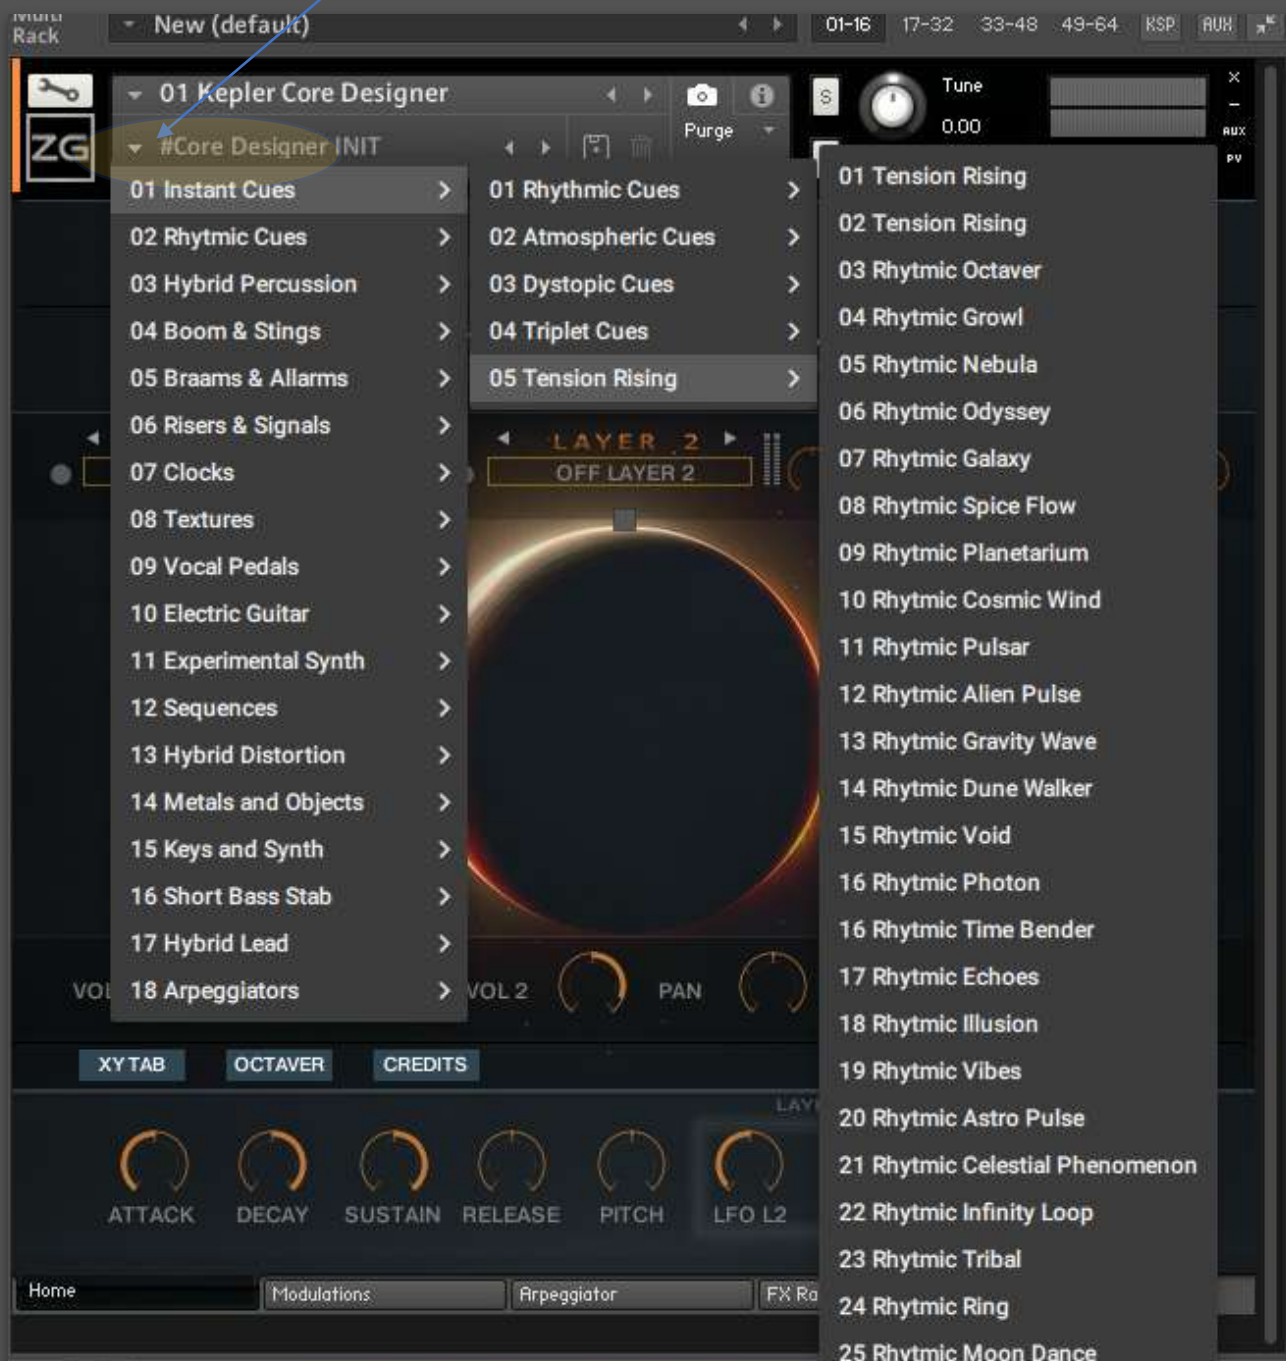 Multi
Rack
New (default)
01-16 17-32 33-48 49-64 KSP AUX
01 Kepler Core Designer
S
Tune
0.00
×
-
AUX
PV
ZG
#Core Designer INIT
Purge
01 Instant Cues
02 Rhytmic Cues
03 Hybrid Percussion
04 Boom & Stings
05 Braams & Allarms
06 Risers & Signals
07 Clocks
08 Textures
09 Vocal Pedals
10 Electric Guitar
11 Experimental Synth
12 Sequences
13 Hybrid Distortion
14 Metals and Objects
15 Keys and Synth
16 Short Bass Stab
17 Hybrid Lead
18 Arpeggiators
01 Rhythmic Cues
02 Atmospheric Cues
03 Dystopic Cues
04 Triplet Cues
05 Tension Rising
01 Tension Rising
02 Tension Rising
03 Rhytmic Octaver
04 Rhytmic Growl
05 Rhytmic Nebula
06 Rhytmic Odyssey
07 Rhytmic Galaxy
08 Rhytmic Spice Flow
09 Rhytmic Planetarium
10 Rhytmic Cosmic Wind
11 Rhytmic Pulsar
12 Rhytmic Alien Pulse
13 Rhytmic Gravity Wave
14 Rhytmic Dune Walker
15 Rhytmic Void
16 Rhytmic Photon
16 Rhytmic Time Bender
17 Rhytmic Echoes
18 Rhytmic Illusion
19 Rhytmic Vibes
20 Rhytmic Astro Pulse
21 Rhytmic Celestial Phenomenon
22 Rhytmic Infinity Loop
23 Rhytmic Tribal
24 Rhytmic Ring
25 Rhytmic Moon Dance
LAYER 2
OFF LAYER 2
VOL 2 PAN
XY TAB OCTAVER CREDITS
ATTACK DECAY SUSTAIN RELEASE PITCH LFO L2
Home Modulations Arpeggiator FX